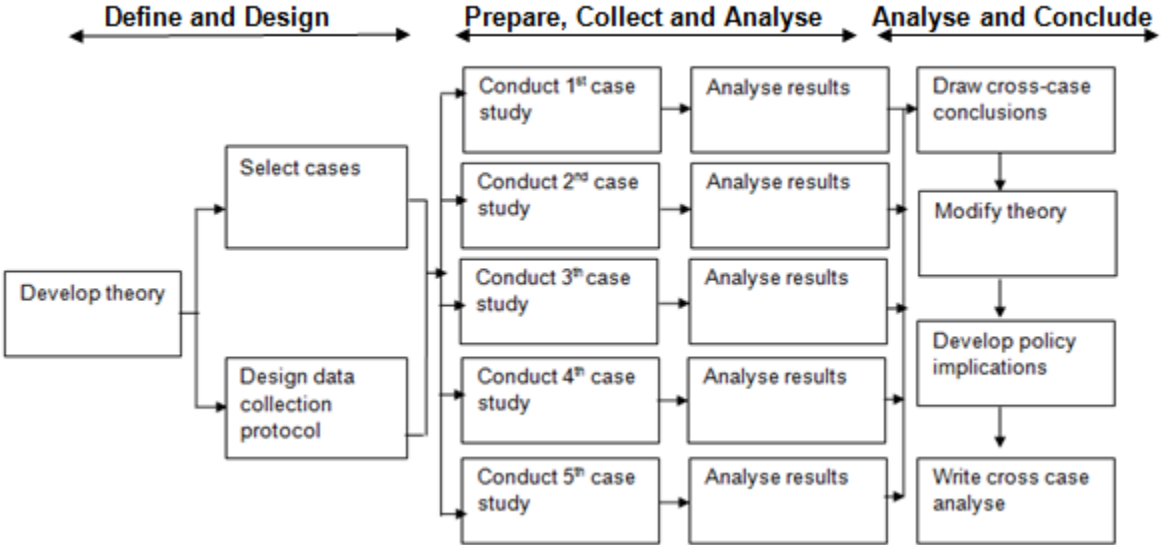 Define and Design
Prepare, Collect and Analyse
Analyse and Conclude
Develop theory
Select cases
Design data
collection
protocol
Conduct 1st case
study
Analyse results
Conduct 2nd case
study
Analyse results
Conduct 3th case
study
Analyse results
Conduct 4th case
study
Analyse results
Conduct 5th case
study
Analyse results
Draw cross-case
conclusions
Modify theory
Develop policy
implications
Write cross case
analyse